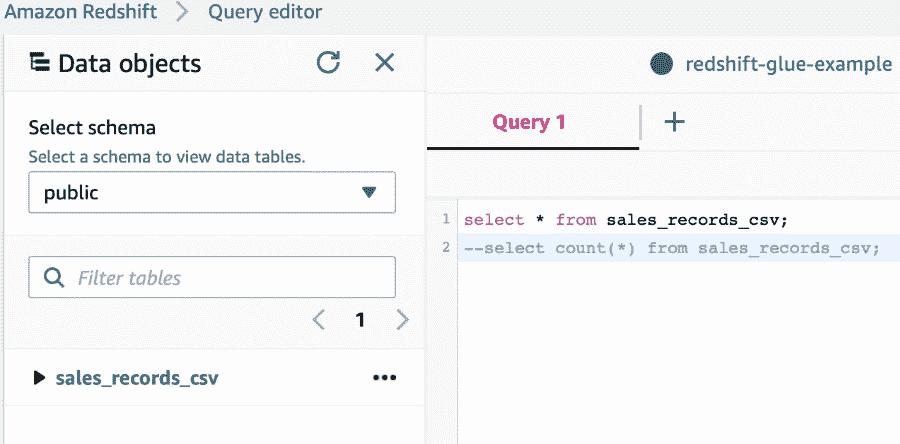 Amazon Redshift > Query editor
Data objects
Select schema
Select a schema to view data tables.
public
Filter tables
1
sales_records_csv
redshift-glue-example
Query 1
1 select * from sales_records_csv;
2 --select count(*) from sales_records_csv;